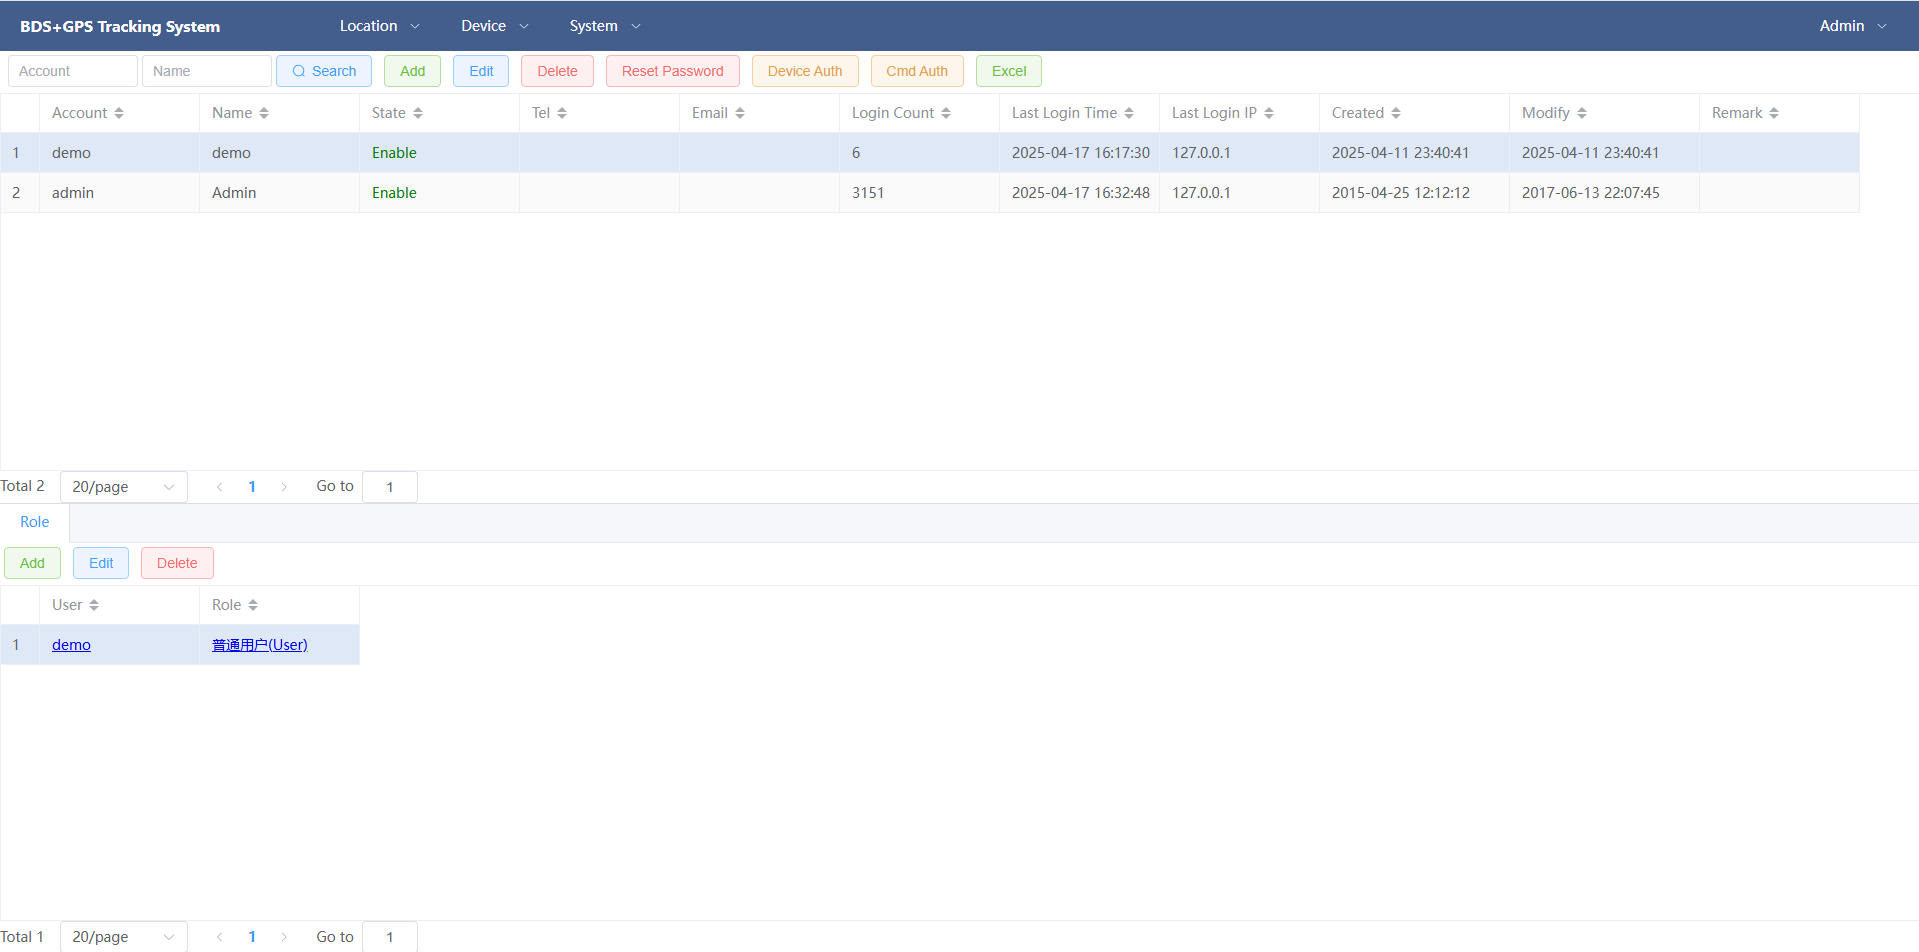 BDS+GPS Tracking System Location Device System Admin
Account Name Search Add Edit Delete Reset Password Device Auth Cmd Auth Excel
Account Name State Tel Email Login Count Last Login Time Last Login IP Created Modify Remark
1 demo demo Enable 6 2025-04-17 16:17:30 127.0.0.1 2025-04-11 23:40:41 2025-04-11 23:40:41
2 admin Admin Enable 3151 2025-04-17 16:32:48 127.0.0.1 2015-04-25 12:12:12 2017-06-13 22:07:45
Total 2 20/page 1 Go to 1
Role
Add Edit Delete
User Role
1 demo 普通用户(User)
Total 1 20/page 1 Go to 1